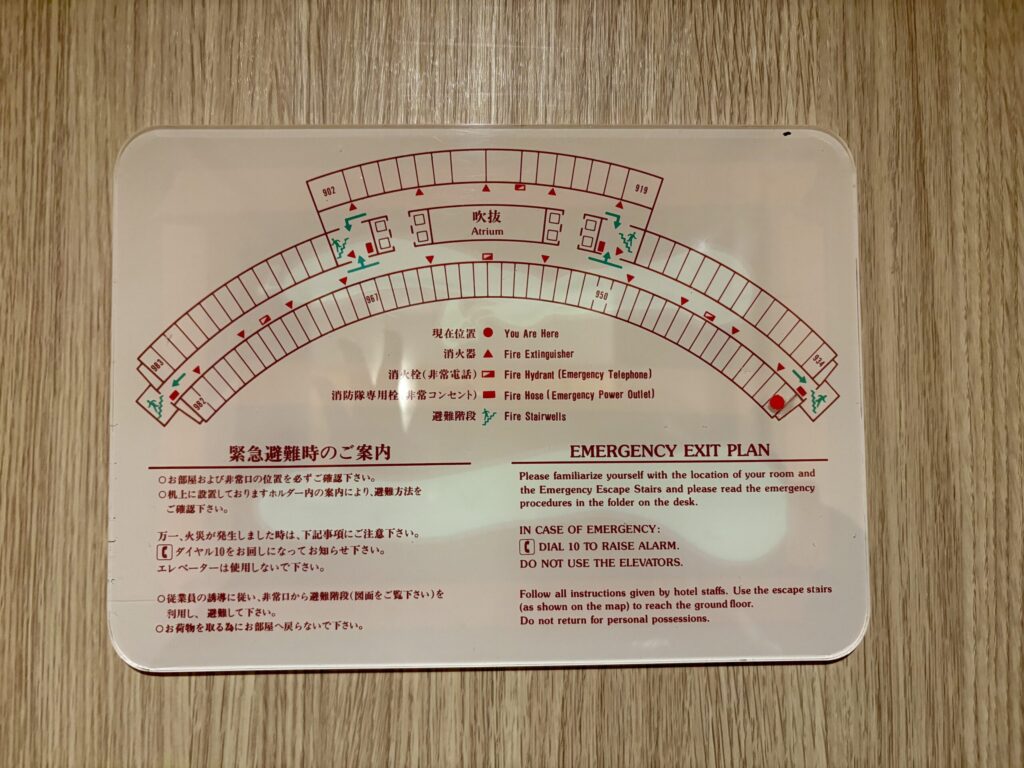 902
919
吹抜
Atrium
967
950
983
982
934
現在位置 ● You Are Here
消火器 ▲ Fire Extinguisher
消火栓(非常電話) Fire Hydrant (Emergency Telephone)
消防隊専用栓(非常コンセント) Fire Hose (Emergency Power Outlet)
避難階段 Fire Stairwells
緊急避難時のご案内
○お部屋および非常口の位置を必ずご確認下さい。
○机上に設置しておりますホルダー内の案内により、避難方法を
ご確認下さい。
万一、火災が発生しました時は、下記事項にご注意下さい。
ダイヤル10をお回しになってお知らせ下さい。
エレベーターは使用しないで下さい。
○従業員の誘導に従い、非常口から避難階段(図面をご覧下さい)を
利用し、避難して下さい。
○お荷物を取る為にお部屋へ戻らないで下さい。
EMERGENCY EXIT PLAN
Please familiarize yourself with the location of your room and
the Emergency Escape Stairs and please read the emergency
procedures in the folder on the desk.
IN CASE OF EMERGENCY:
DIAL 10 TO RAISE ALARM.
DO NOT USE THE ELEVATORS.
Follow all instructions given by hotel staffs. Use the escape stairs
(as shown on the map) to reach the ground floor.
Do not return for personal possessions.